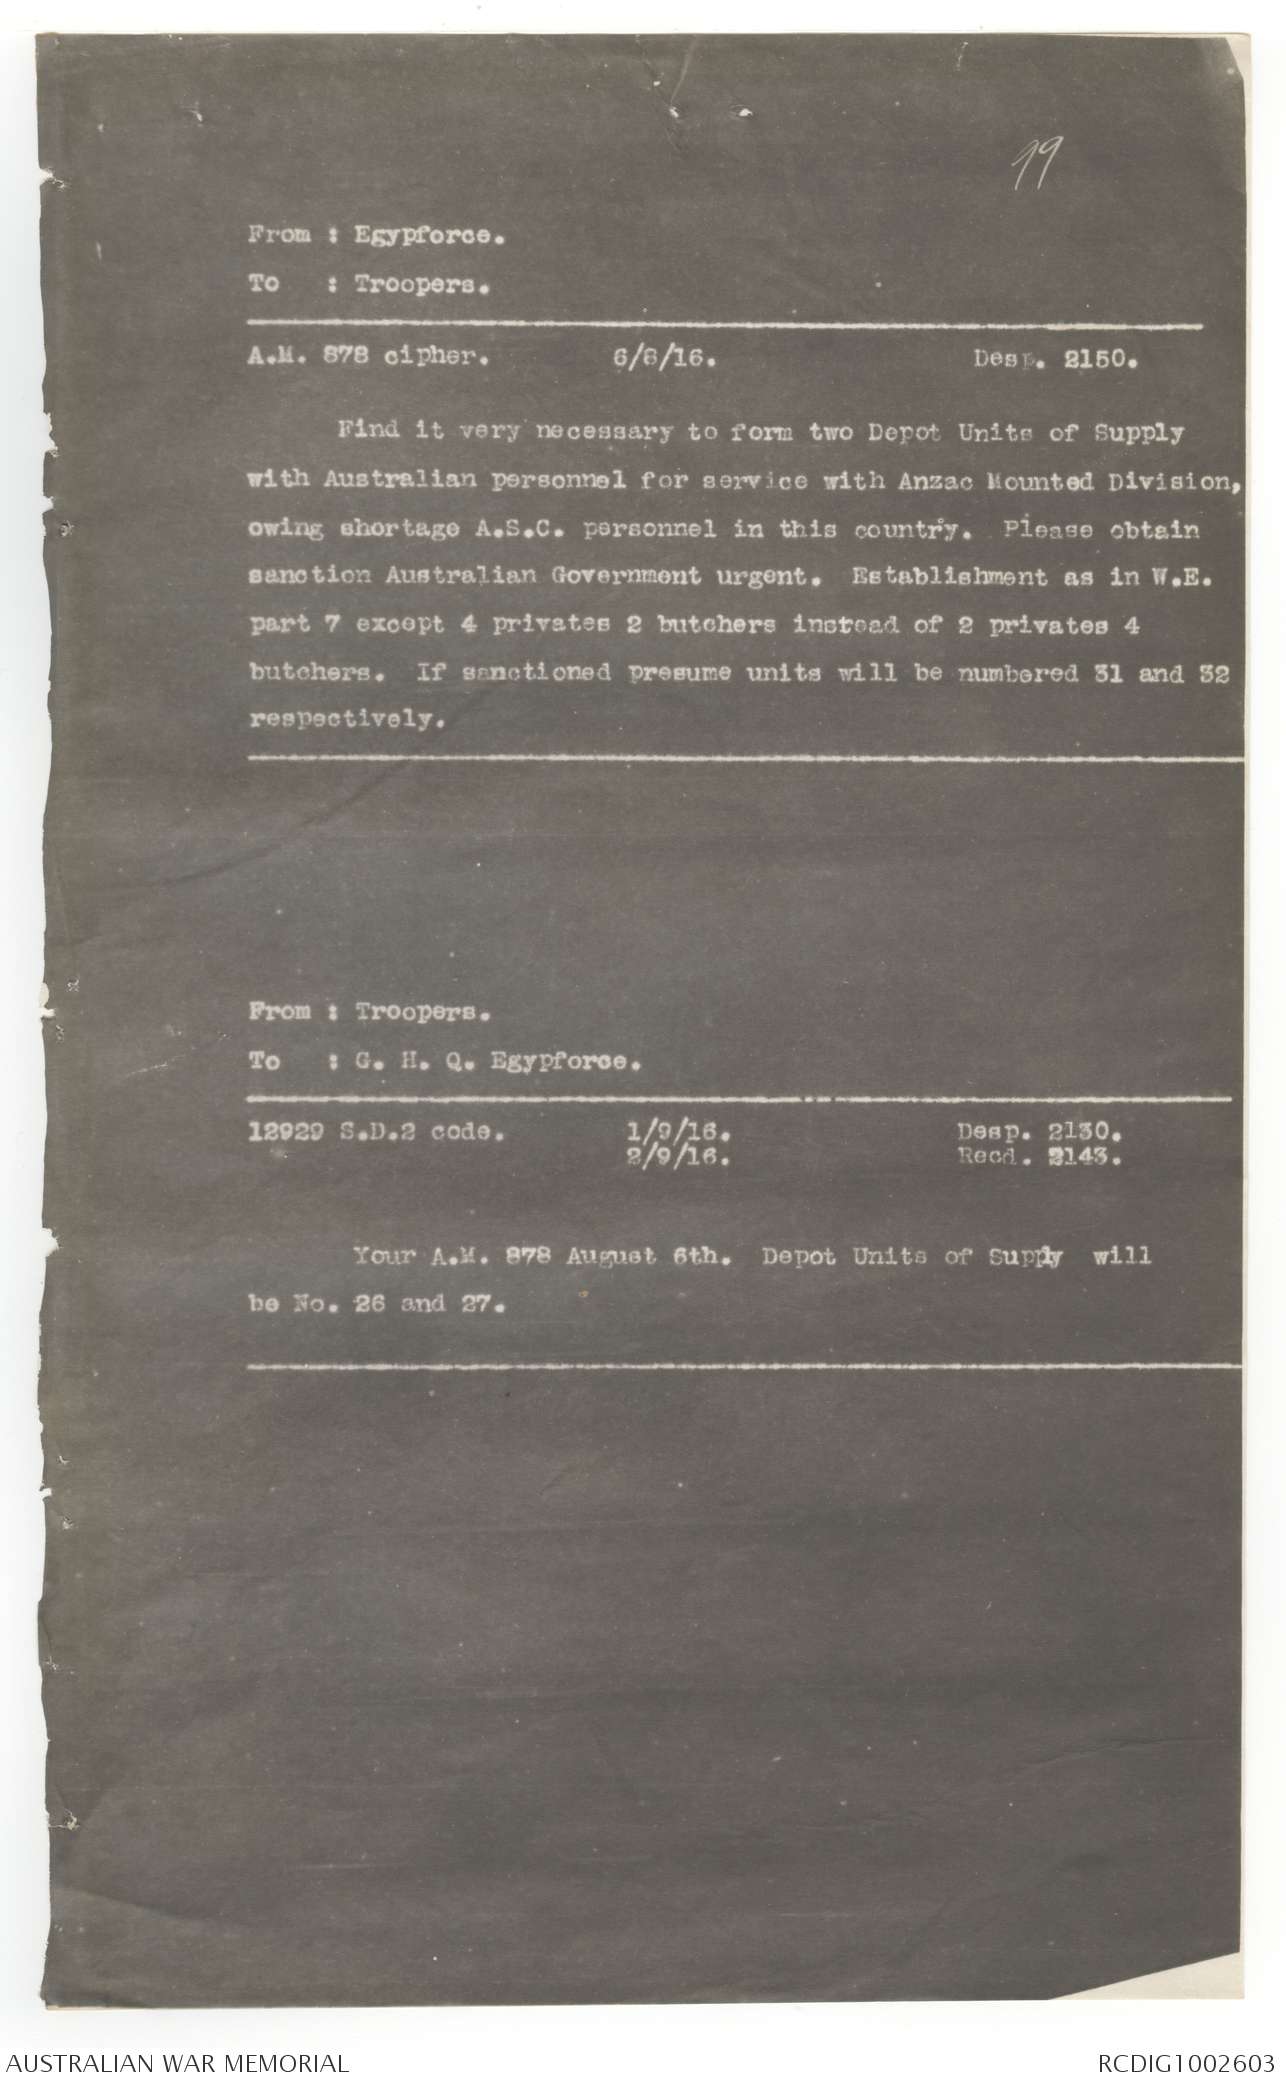 99
From : Egypforce.
To : Troopers.
A.M. 878 cipher. 6/8/16. Desp. 2150.
Find it very necessary to form two Depot Units of Supply
with Australian personnel for service with Anzac Mounted Division,
owing shortage A.S.C. personnel in this country. Please obtain
sanction Australian Government urgent. Establishment as in W.E.
part 7 except 4 privates 2 butchers instead of 2 privates 4
butchers. If sanctioned presume units will be numbered 31 and 32
respectively.
From : Troopers.
To : G. H. Q. Egypforce.
12929 S.D.2 code. 1/9/16. Desp. 2130.
2/9/16. Recd. 2143.
Your A.M. 878 August 6th. Depot Units of Supply will
be No. 26 and 27.
AUSTRALIAN WAR MEMORIAL
RCDIG1002603